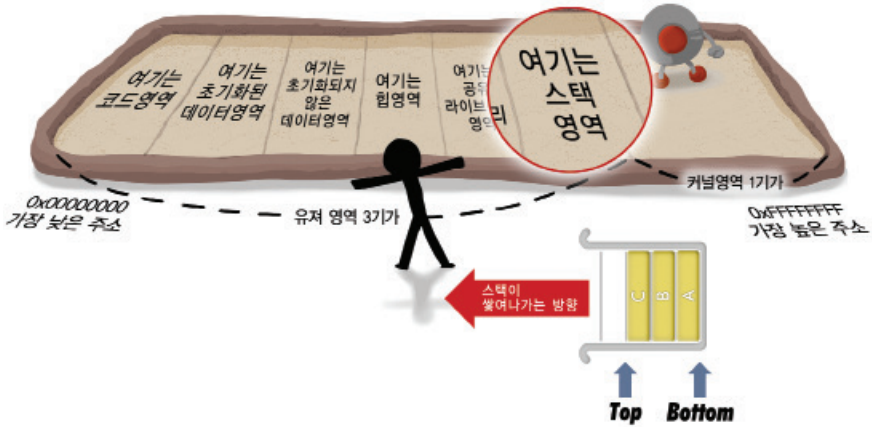 여기는
코드영역
여기는
초기화된
데이터영역
여기는
초기화되지
않은
데이터영역
여기는
힙영역
여기는
공유
라이브리
영역
여기는
스택
영역
0x00000000
가장 낮은 주소
유져 영역 3기가
커널영역 1기가
0xFFFFFFFF
가장 높은 주소
스택이
쌓여나가는 방향
C
B
A
Top
Bottom